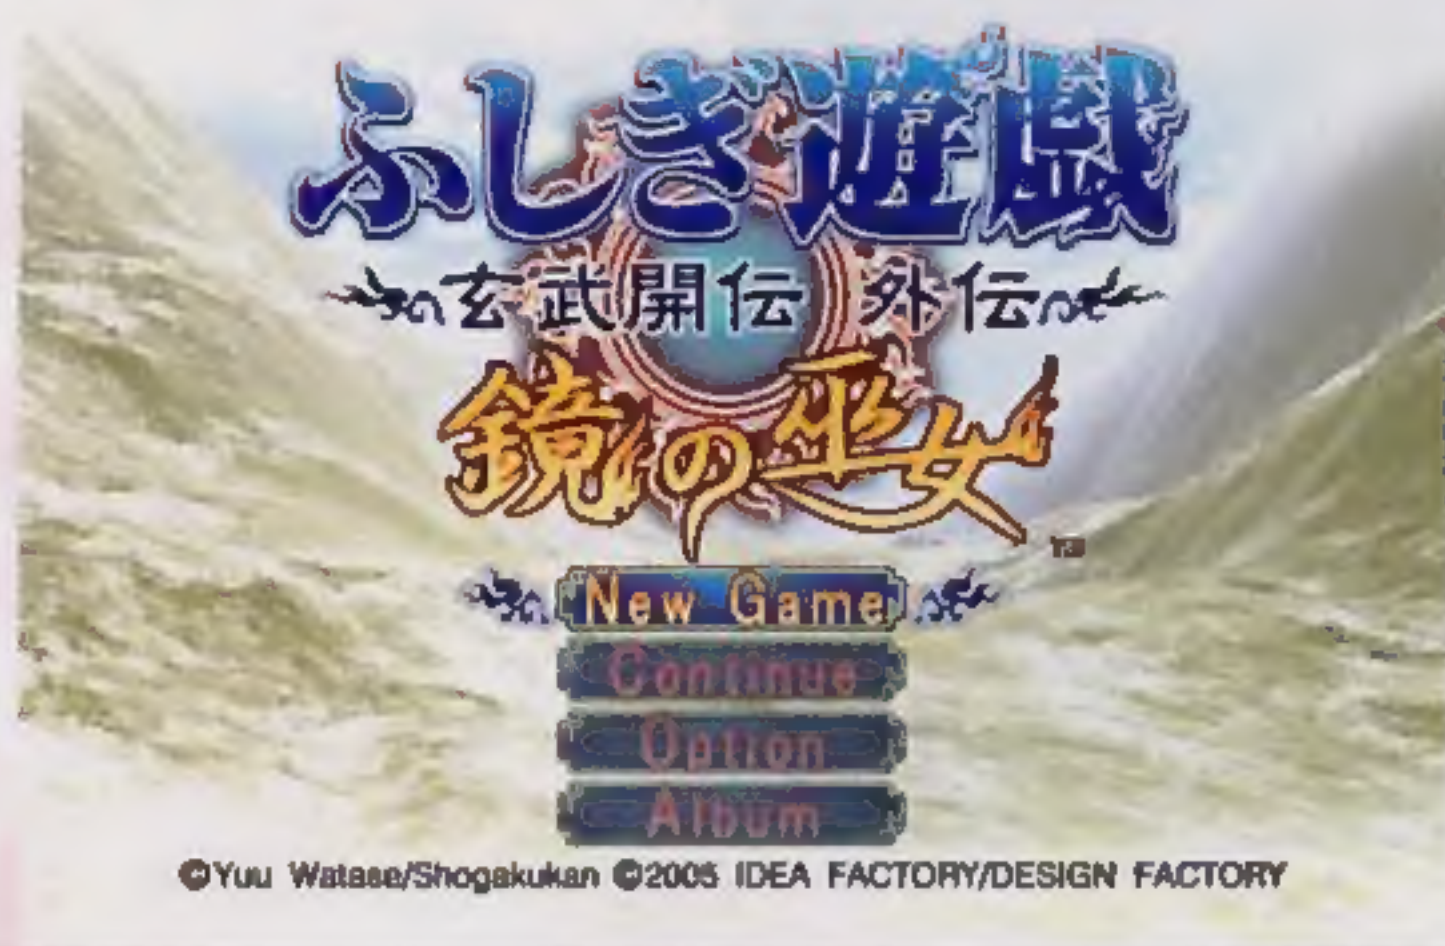 ふしぎ遊戯
玄武開伝 外伝
鏡の巫女
TM
New Game
Continue
Option
Album
©Yuu Watase/Shogakukan ©2005 IDEA FACTORY/DESIGN FACTORY